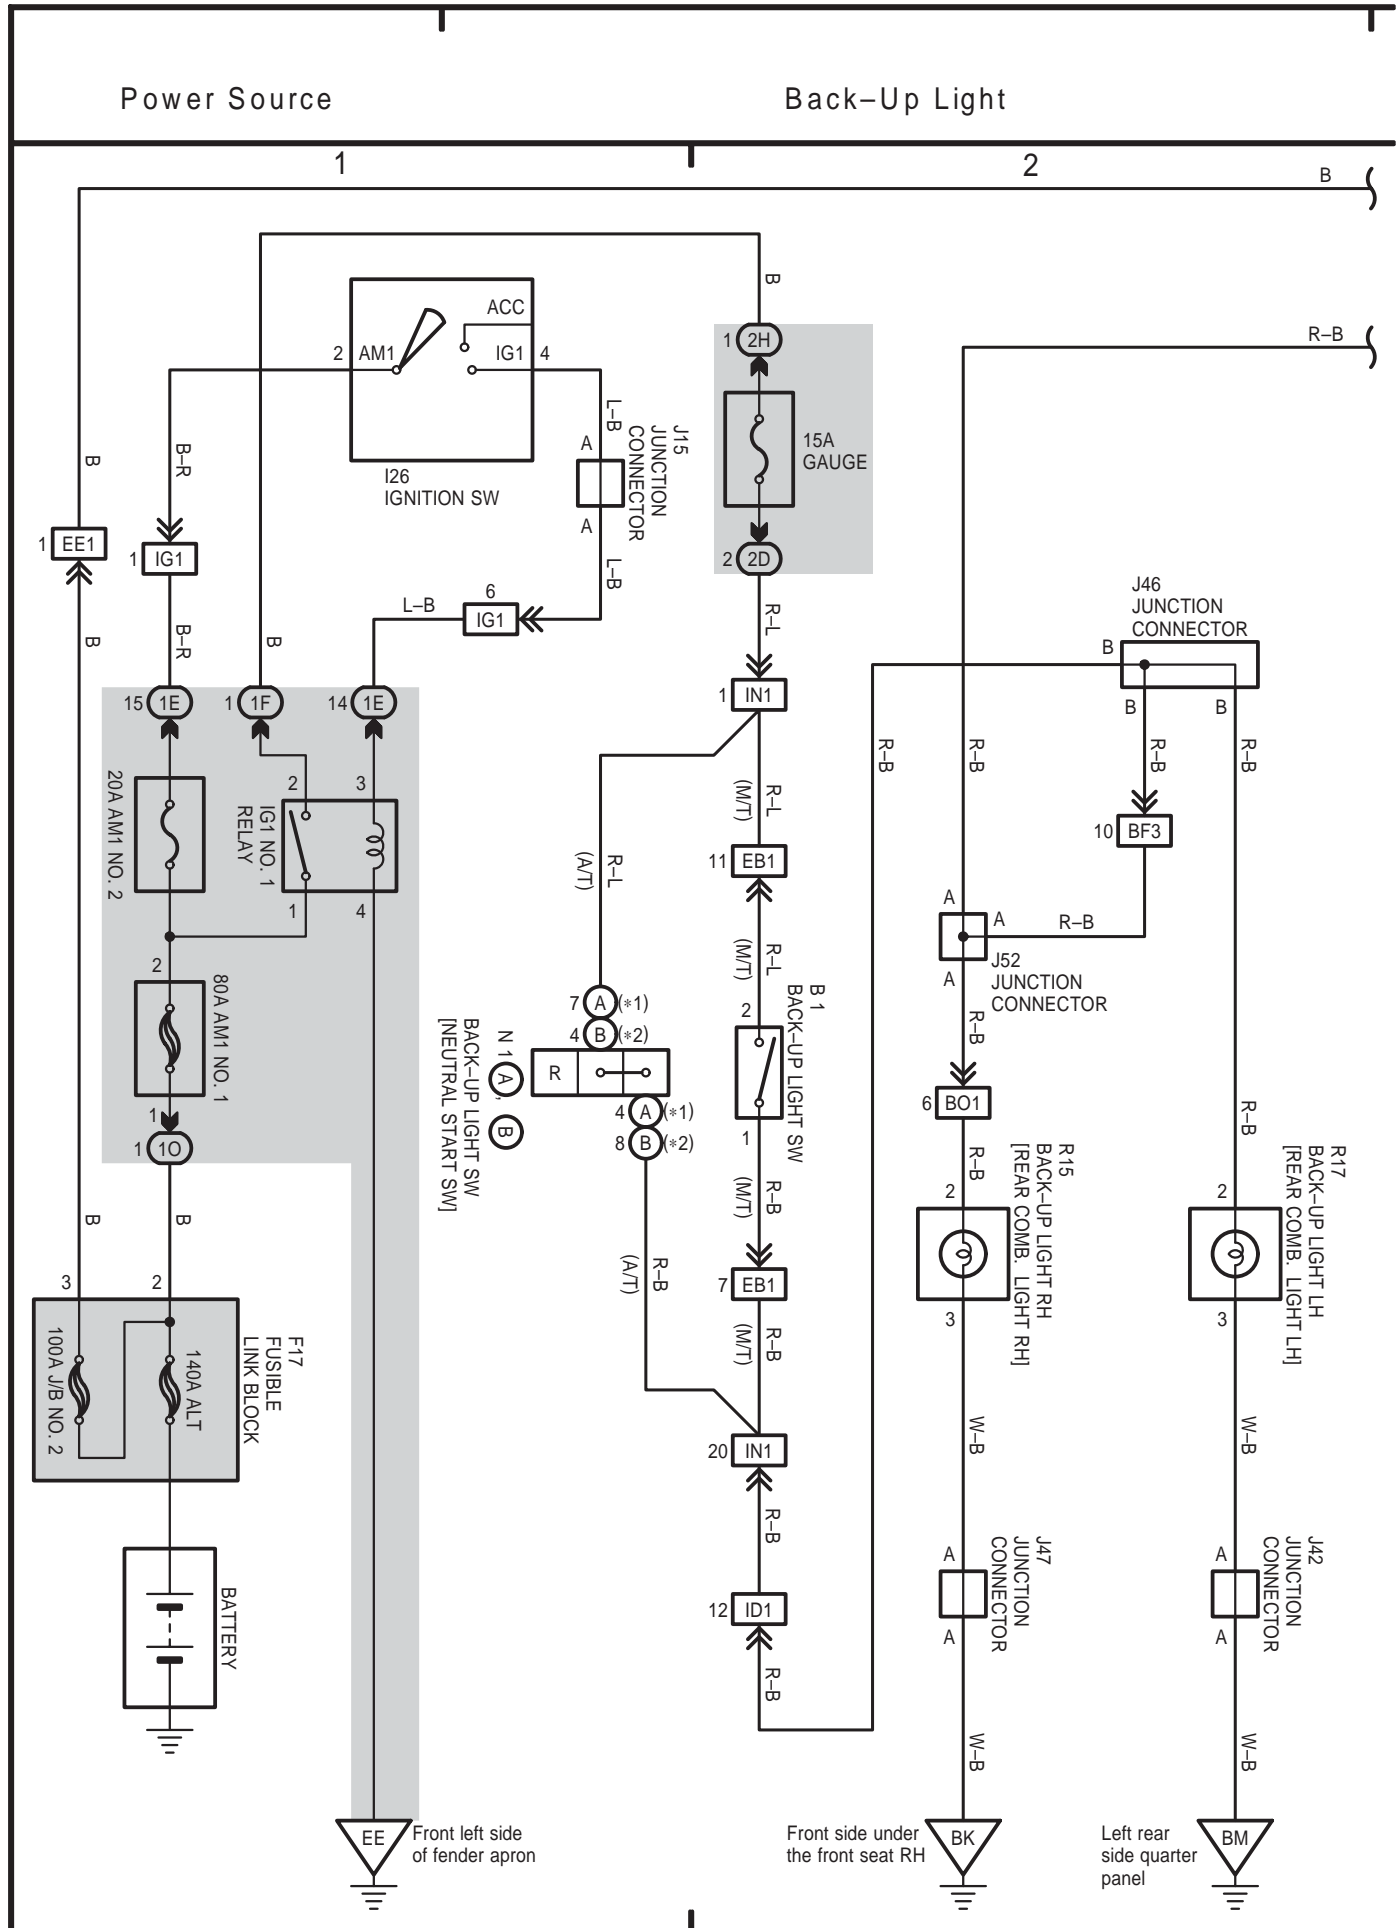 Power Source
Back–Up Light
1
2
B
B
ACC
2
AM1
IG1
4
1
2H
R–B
L–B
A
J15
JUNCTION
CONNECTOR
15A
GAUGE
B
B–R
I26
IGNITION SW
A
1
EE1
1
IG1
2
2D
L–B
L–B
6
IG1
R–L
J46
JUNCTION
CONNECTOR
B
B–R
B
B
15
1E
1
1F
14
1E
1
IN1
B
B
20A AM1 NO. 2
2
3
IG1 NO. 1
RELAY
1
4
R–L
(M/T)
R–B
R–B
R–B
R–B
10
BF3
R–L
(A/T)
11
EB1
A
A
R–B
J52
JUNCTION
CONNECTOR
A
R–L
(M/T)
2
80A AM1 NO. 1
7
A
(*1)
4
B
(*2)
2
B 1
BACK–UP LIGHT SW
R–B
R
N 1
A
,
B
BACK–UP LIGHT SW
[NEUTRAL START SW]
6
BO1
1
1
1O
4
A
(*1)
8
B
(*2)
1
R–B
R–B
B
B
R–B
(M/T)
2
R15
BACK–UP LIGHT RH
[REAR COMB. LIGHT RH]
2
R17
BACK–UP LIGHT LH
[REAR COMB. LIGHT LH]
3
2
R–B
(A/T)
7
EB1
3
3
100A J/B NO. 2
140A ALT
F17
FUSIBLE
LINK BLOCK
R–B
(M/T)
20
IN1
W–B
W–B
R–B
BATTERY
12
ID1
A
J47
JUNCTION
CONNECTOR
A
A
J42
JUNCTION
CONNECTOR
A
R–B
W–B
W–B
EE
Front left side
of fender apron
Front side under
the front seat RH
BK
Left rear
side quarter
panel
BM